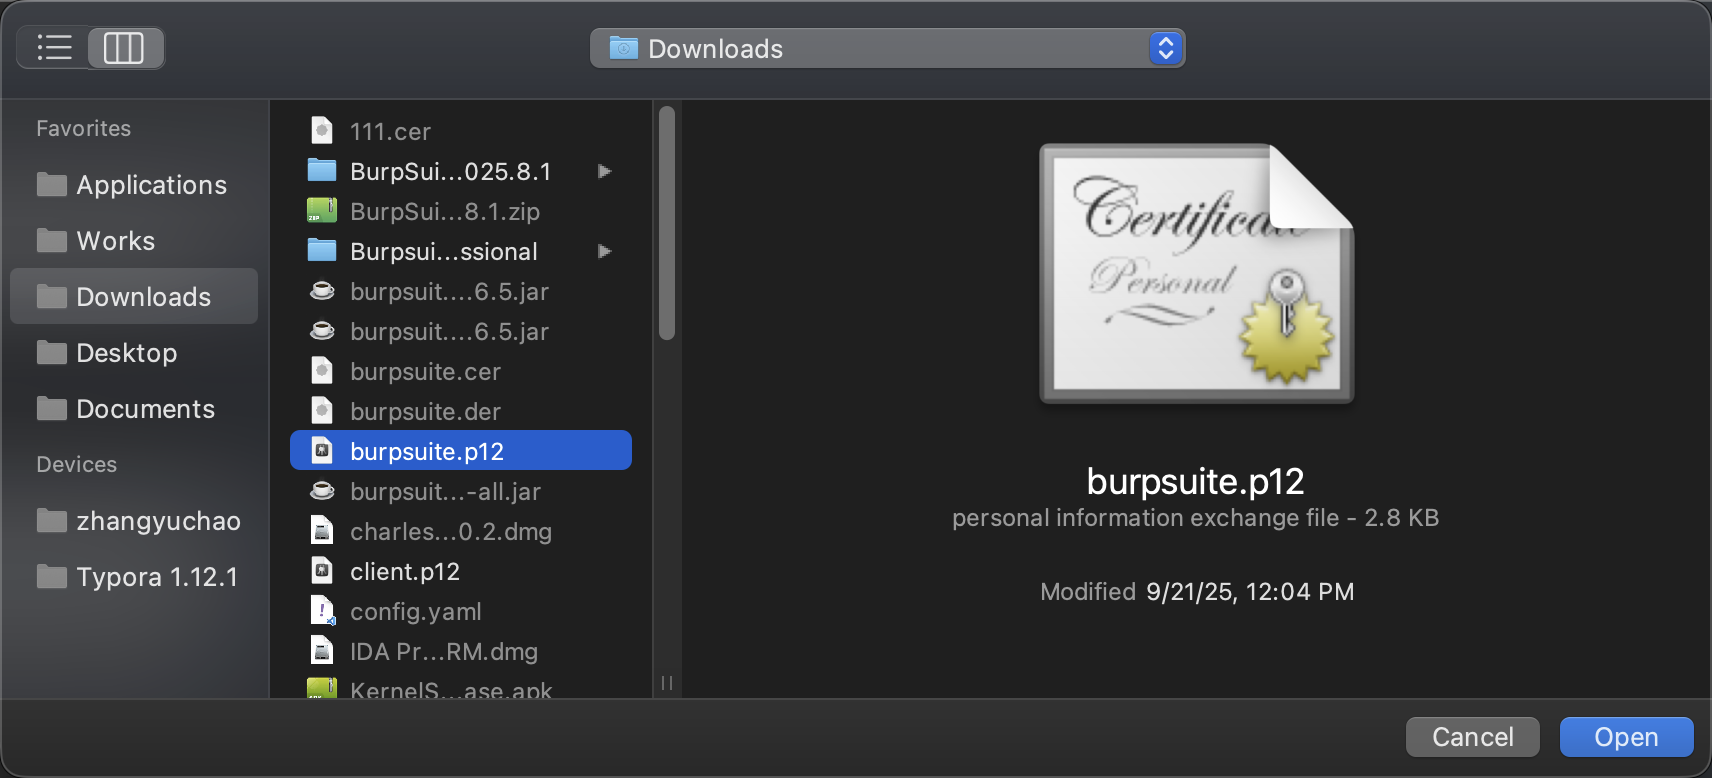 Downloads
Favorites
Applications
Works
Downloads
Desktop
Documents
Devices
zhangyuchao
Typora 1.12.1
111.cer
BurpSui...025.8.1
BurpSui...8.1.zip
Burpsui...ssional
burpsuit....6.5.jar
burpsuit....6.5.jar
burpsuite.cer
burpsuite.der
burpsuite.p12
burpsuit...-all.jar
charles...0.2.dmg
client.p12
config.yaml
IDA Pr...RM.dmg
KernelS...ase.apk
Certificate
Personal
burpsuite.p12
personal information exchange file - 2.8 KB
Modified 9/21/25, 12:04 PM
Cancel
Open